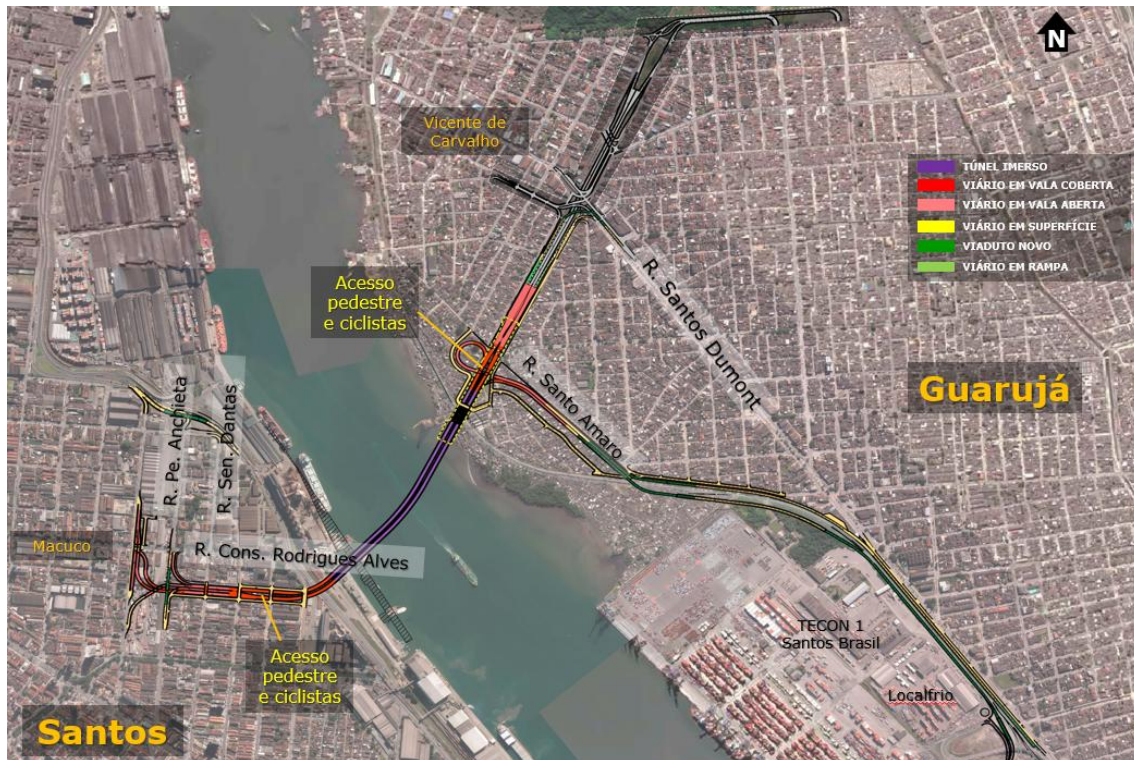 N
Vicente de
Carvalho
TÚNEL IMERSO
VIÁRIO EM VALA COBERTA
VIÁRIO EM VALA ABERTA
VIÁRIO EM SUPERFÍCIE
VIADUTO NOVO
VIÁRIO EM RAMPA
Acesso
pedestre
e ciclistas
R. Santos Dumont
R. Santo Amaro
Guarujá
R. Pe. Anchieta
R. Sen. Dantas
Macuco
R. Cons. Rodrigues Alves
Acesso
pedestre
e ciclistas
TECON 1
Santos Brasil
Localfrio
Santos